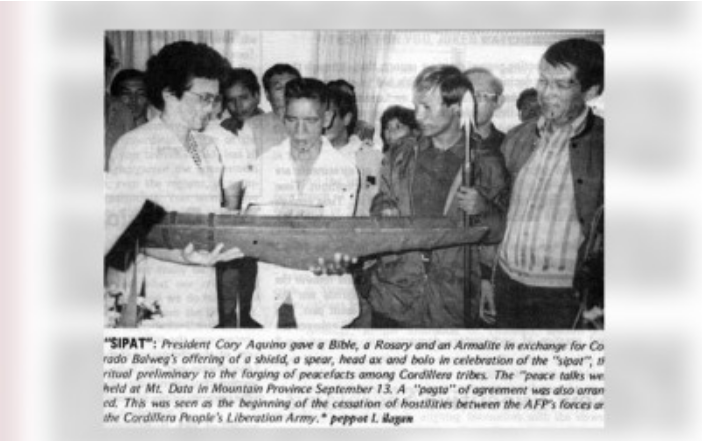 "SIPAT": President Cory Aquino gave a Bible, a Rosary and an Armalite in exchange for Co
rado Balweg's offering of a shield, a spear, head ax and bolo in celebration of the "sipat", th
ritual preliminary to the forging of peacefacts among Cordillera tribes. The "peace talks we
held at Mt. Data in Mountain Province September 13. A "pagta" of agreement was also arran
ed. This was seen as the beginning of the cessation of hostilities between the AFP's forces an
the Cordillera People's Liberation Army.* peppot l. ilagan